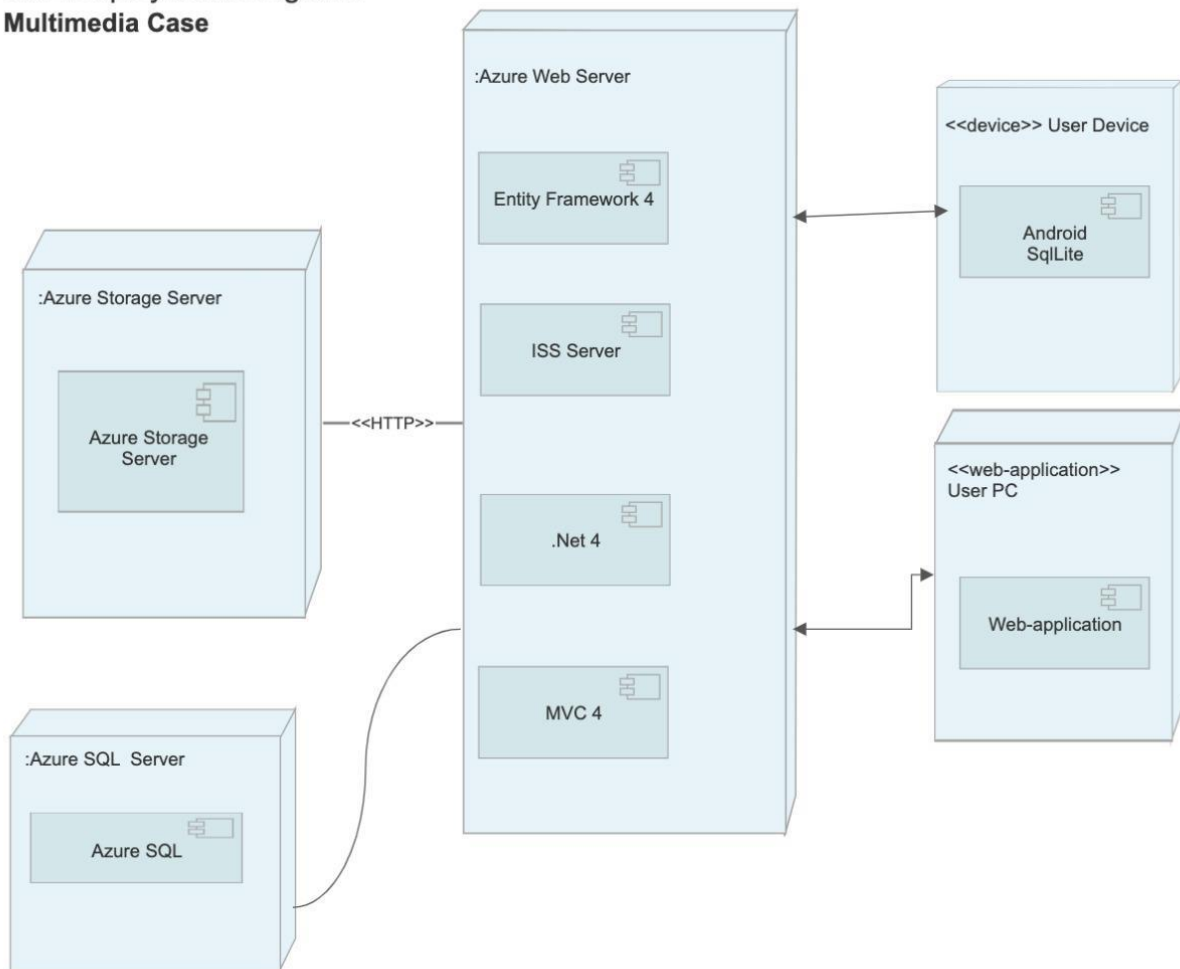 Multimedia Case
:Azure Web Server
Entity Framework 4
ISS Server
.Net 4
MVC 4
:Azure Storage Server
Azure Storage
Server
<<HTTP>>
:Azure SQL Server
Azure SQL
<<device>> User Device
Android
SqlLite
<<web-application>>
User PC
Web-application